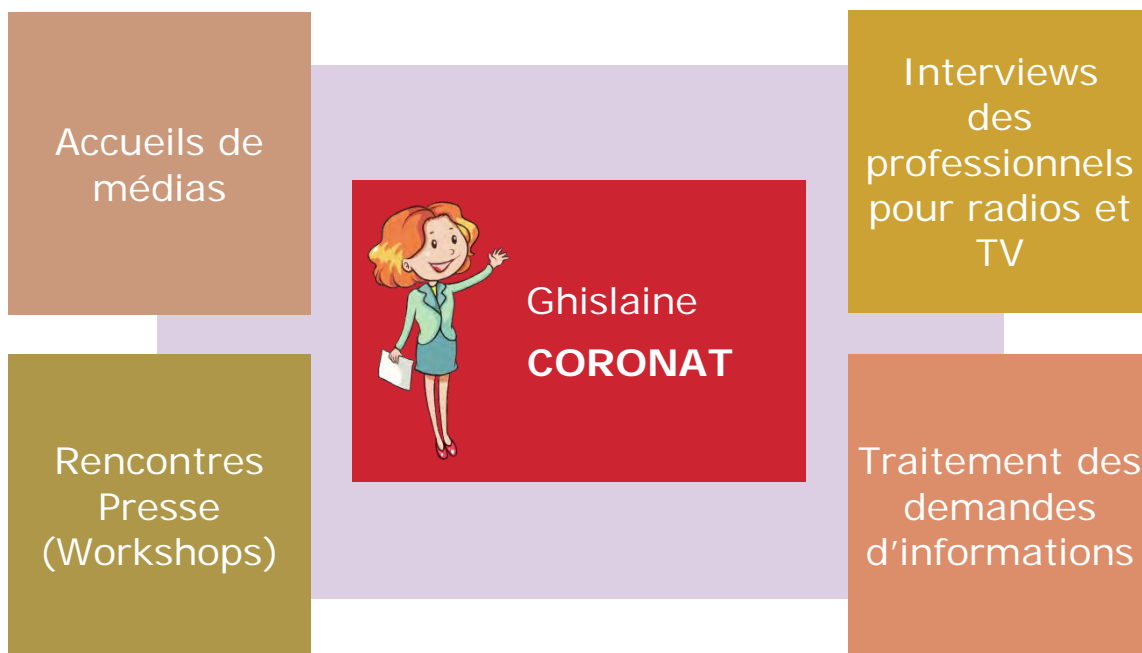 Accueils de
médias
Interviews
des
professionnels
pour radios et
TV
Ghislaine
CORONAT
Rencontres
Presse
(Workshops)
Traitement des
demandes
d’informations